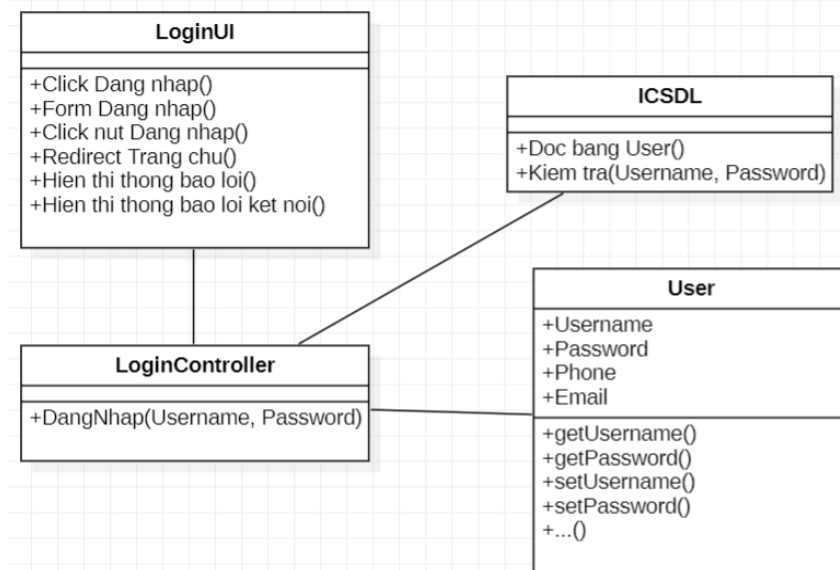 LoginUI
+Click Dang nhap()
+Form Dang nhap()
+Click nut Dang nhap()
+Redirect Trang chu()
+Hien thi thong bao loi()
+Hien thi thong bao loi ket noi()
ICSDL
+Doc bang User()
+Kiem tra(Username, Password)
LoginController
+DangNhap(Username, Password)
User
+Username
+Password
+Phone
+Email
+getUsername()
+getPassword()
+setUsername()
+setPassword()
+...()